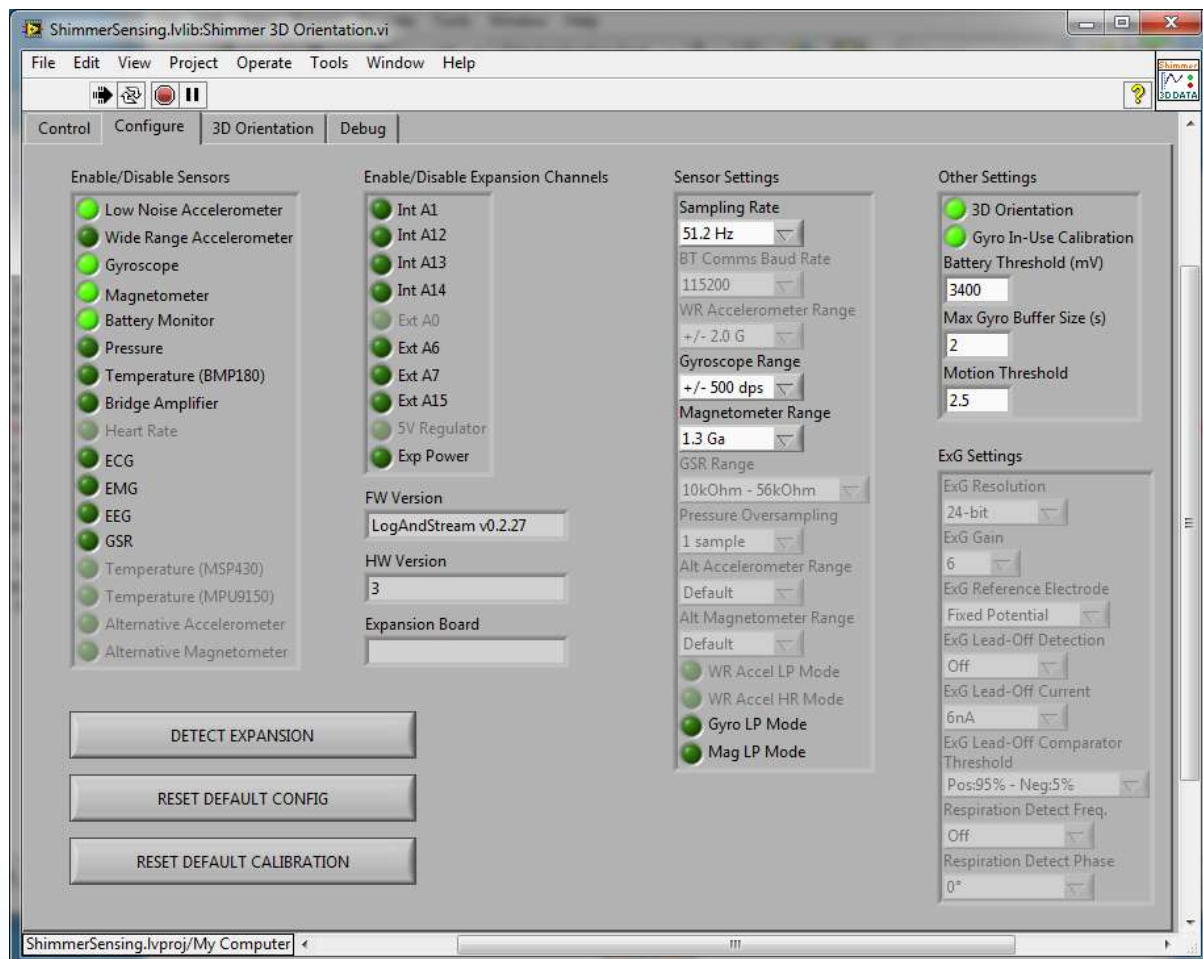 ShimmerSensing.lvlib:Shimmer 3D Orientation.vi
File Edit View Project Operate Tools Window Help
Shimmer
3D DATA
Control Configure 3D Orientation Debug
Enable/Disable Sensors
Low Noise Accelerometer
Wide Range Accelerometer
Gyroscope
Magnetometer
Battery Monitor
Pressure
Temperature (BMP180)
Bridge Amplifier
Heart Rate
ECG
EMG
EEG
GSR
Temperature (MSP430)
Temperature (MPU9150)
Alternative Accelerometer
Alternative Magnetometer
DETECT EXPANSION
RESET DEFAULT CONFIG
RESET DEFAULT CALIBRATION
Enable/Disable Expansion Channels
Int A1
Int A12
Int A13
Int A14
Ext A0
Ext A6
Ext A7
Ext A15
5V Regulator
Exp Power
FW Version
LogAndStream v0.2.27
HW Version
3
Expansion Board
Sensor Settings
Sampling Rate
51.2 Hz
BT Comms Baud Rate
115200
WR Accelerometer Range
+/- 2.0 G
Gyroscope Range
+/- 500 dps
Magnetometer Range
1.3 Ga
GSR Range
10kOhm - 56kOhm
Pressure Oversampling
1 sample
Alt Accelerometer Range
Default
Alt Magnetometer Range
Default
WR Accel LP Mode
WR Accel HR Mode
Gyro LP Mode
Mag LP Mode
Other Settings
3D Orientation
Gyro In-Use Calibration
Battery Threshold (mV)
3400
Max Gyro Buffer Size (s)
2
Motion Threshold
2.5
ExG Settings
ExG Resolution
24-bit
ExG Gain
6
ExG Reference Electrode
Fixed Potential
ExG Lead-Off Detection
Off
ExG Lead-Off Current
6nA
ExG Lead-Off Comparator
Threshold
Pos:95% - Neg:5%
Respiration Detect Freq.
Off
Respiration Detect Phase
0°
ShimmerSensing.lvproj/My Computer